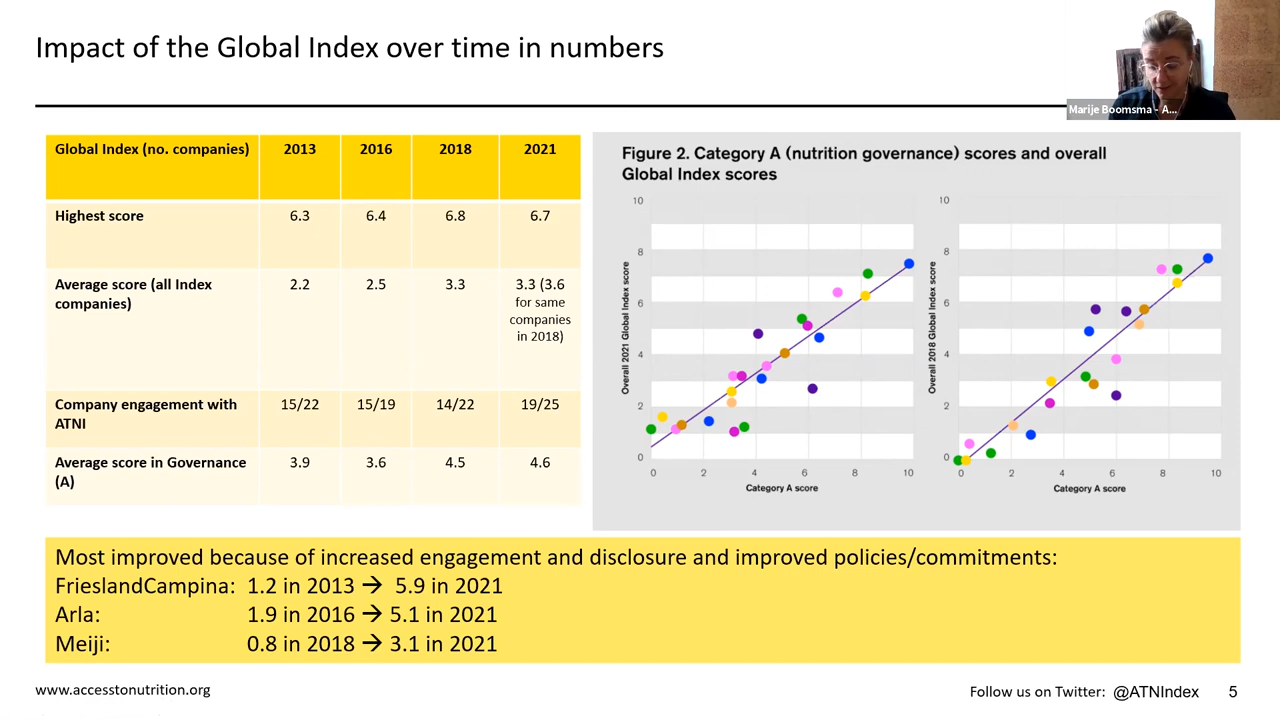 Impact of the Global Index over time in numbers
Marije Boomsma - A...
Global Index (no. companies) 2013 2016 2018 2021
Highest score 6.3 6.4 6.8 6.7
Average score (all Index companies) 2.2 2.5 3.3 3.3 (3.6 for same companies in 2018)
Company engagement with ATNI 15/22 15/19 14/22 19/25
Average score in Governance (A) 3.9 3.6 4.5 4.6
Figure 2. Category A (nutrition governance) scores and overall
Global Index scores
Overall 2021 Global Index score
10
8
6
4
2
0
0 2 4 6 8 10
Category A score
Overall 2018 Global Index score
10
8
6
4
2
0
0 2 4 6 8 10
Category A score
Most improved because of increased engagement and disclosure and improved policies/commitments:
FrieslandCampina: 1.2 in 2013 → 5.9 in 2021
Arla: 1.9 in 2016 → 5.1 in 2021
Meiji: 0.8 in 2018 → 3.1 in 2021
www.accesstonutrition.org
Follow us on Twitter: @ATNIndex 5